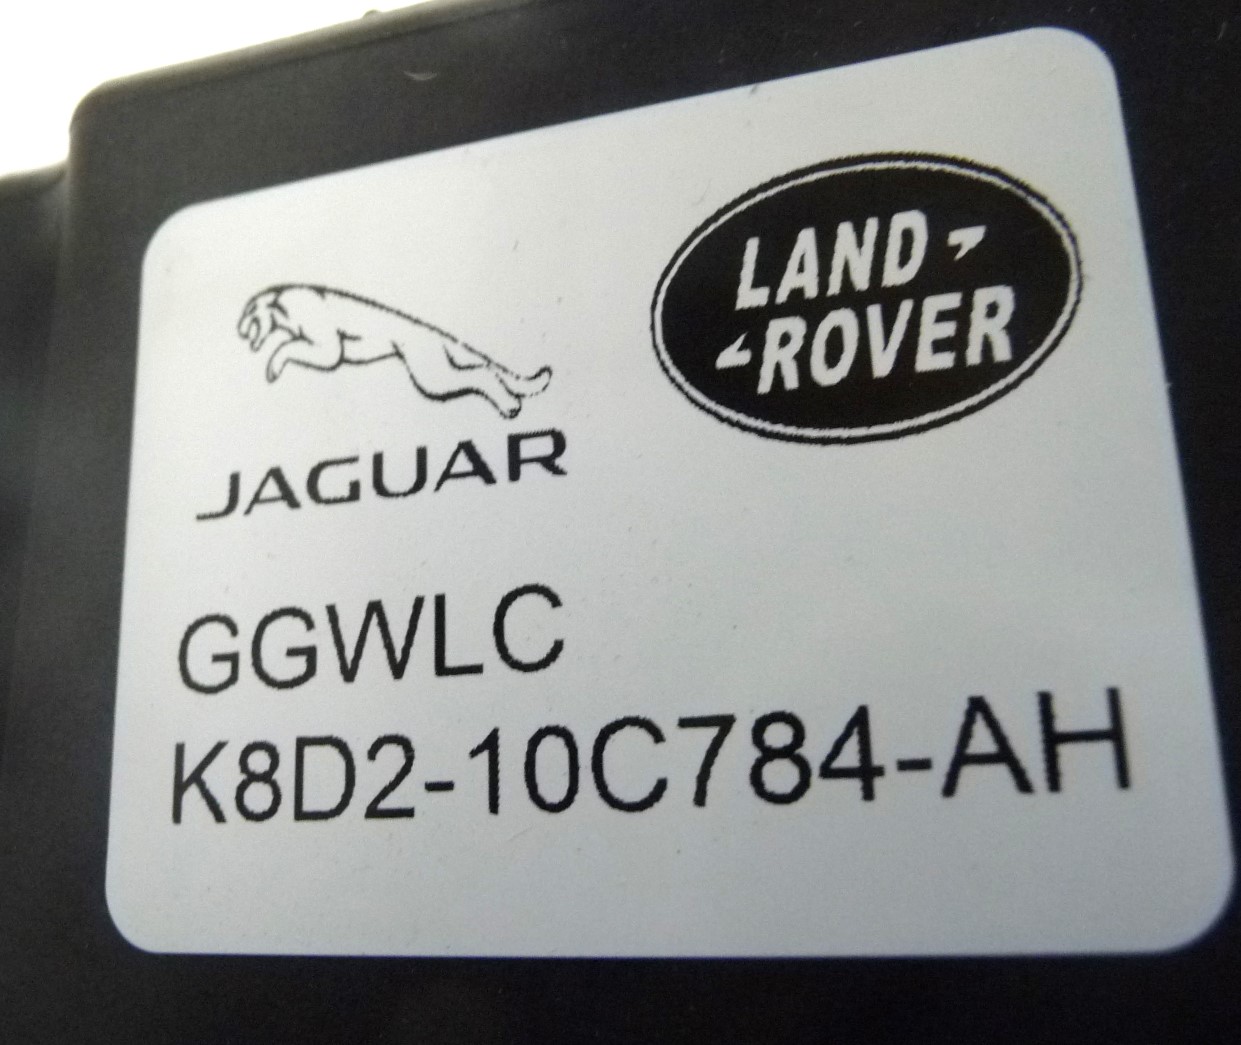 JAGUAR
LAND
ROVER
GGWLC
K8D2-10C784-AH